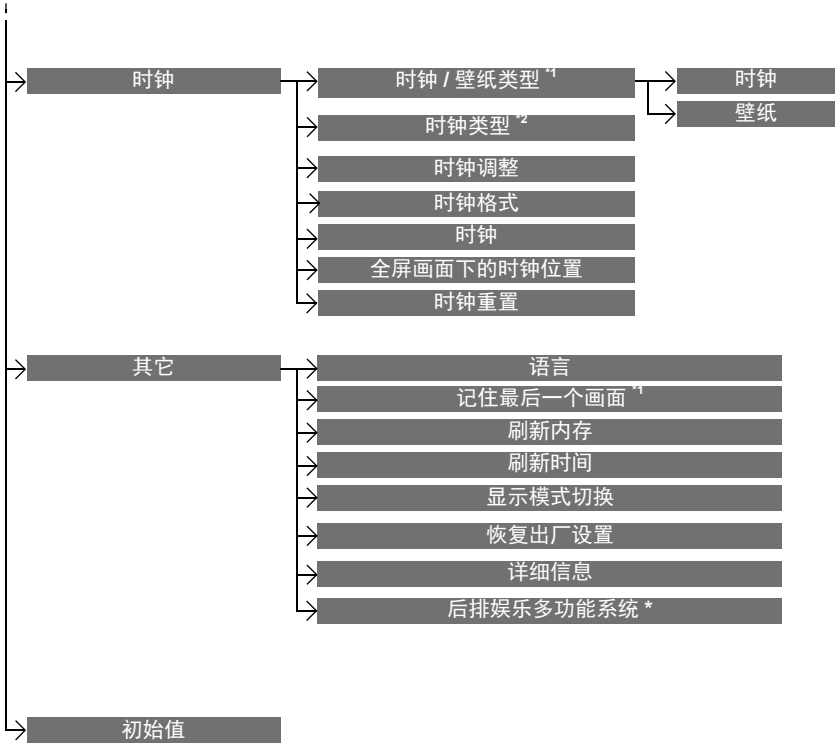 时钟
时钟 / 壁纸类型 *1
时钟
壁纸
时钟类型 *2
时钟调整
时钟格式
时钟
全屏画面下的时钟位置
时钟重置
其它
语言
记住最后一个画面 *1
刷新内存
刷新时间
显示模式切换
恢复出厂设置
详细信息
后排娱乐多功能系统 *
初始值